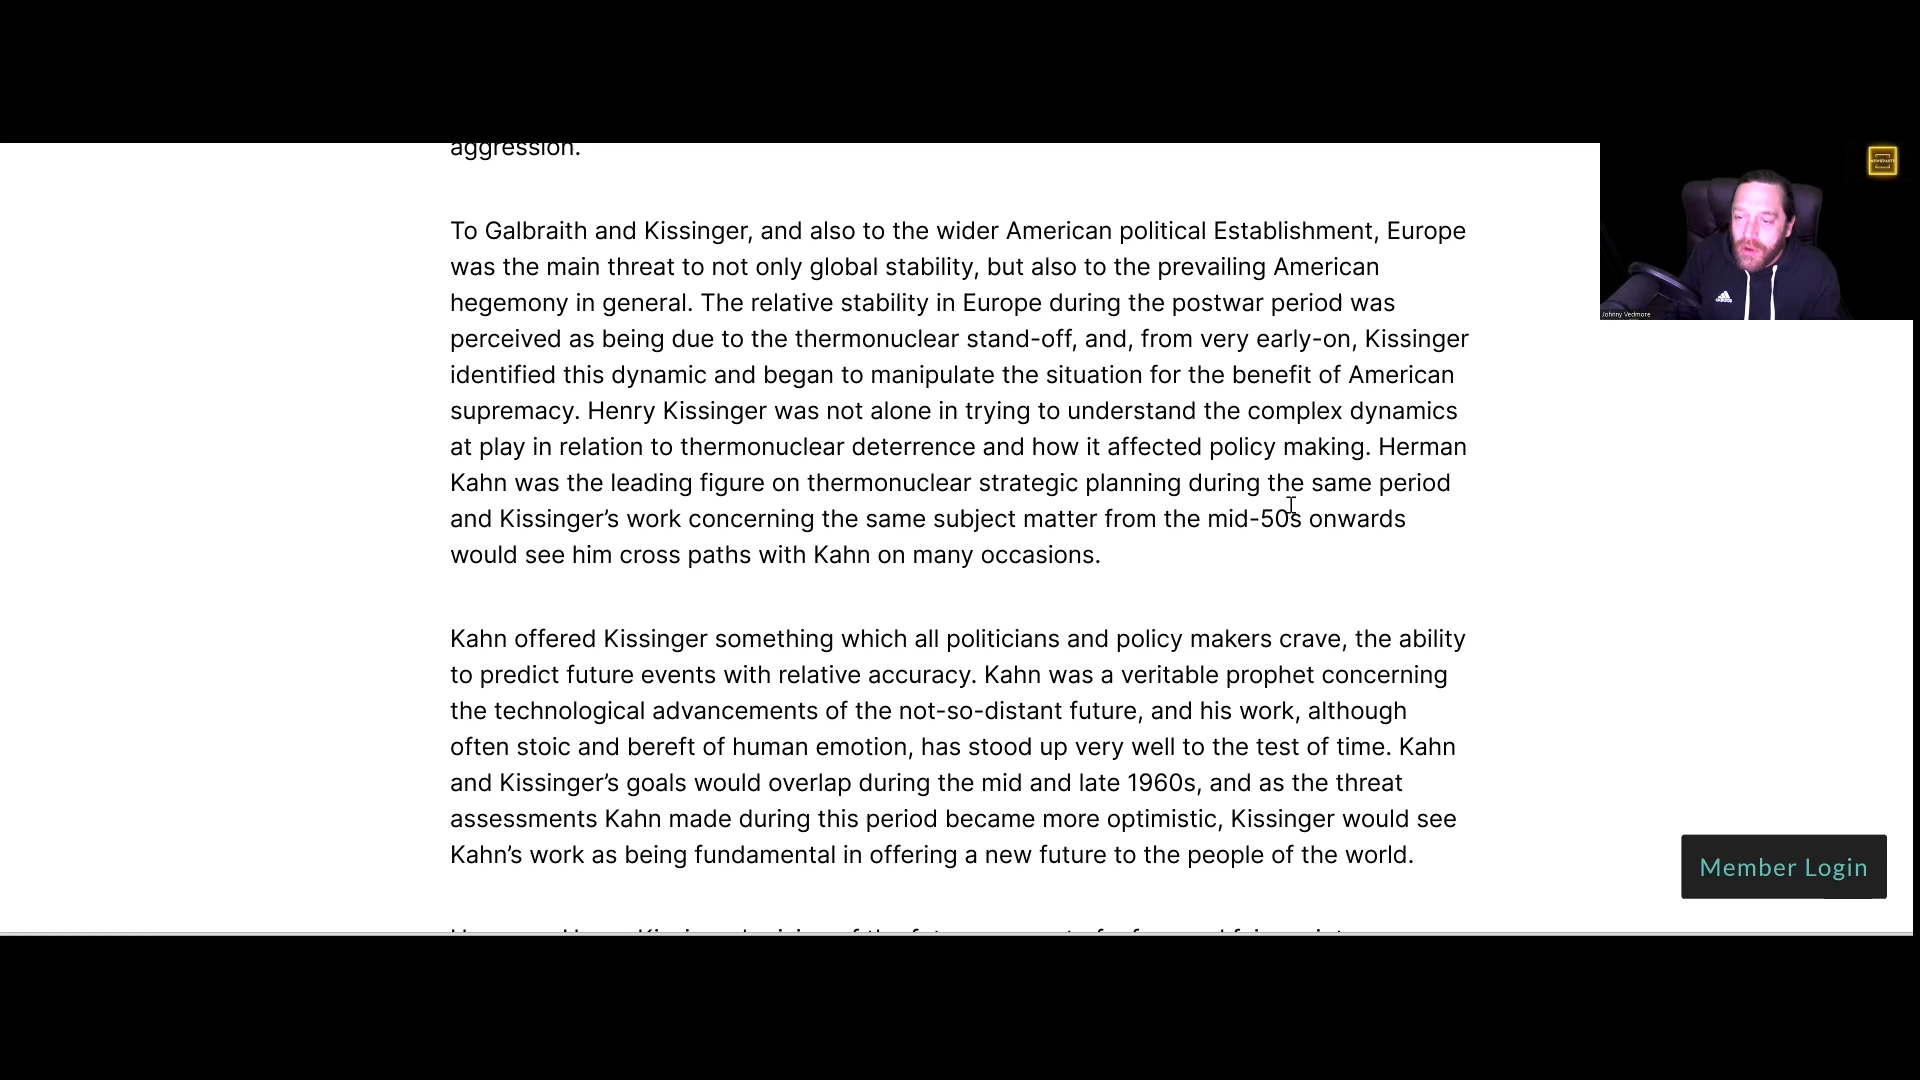 aggression.
To Galbraith and Kissinger, and also to the wider American political Establishment, Europe
was the main threat to not only global stability, but also to the prevailing American
hegemony in general. The relative stability in Europe during the postwar period was
perceived as being due to the thermonuclear stand-off, and, from very early-on, Kissinger
identified this dynamic and began to manipulate the situation for the benefit of American
supremacy. Henry Kissinger was not alone in trying to understand the complex dynamics
at play in relation to thermonuclear deterrence and how it affected policy making. Herman
Kahn was the leading figure on thermonuclear strategic planning during the same period
and Kissinger’s work concerning the same subject matter from the mid-50s onwards
would see him cross paths with Kahn on many occasions.
Kahn offered Kissinger something which all politicians and policy makers crave, the ability
to predict future events with relative accuracy. Kahn was a veritable prophet concerning
the technological advancements of the not-so-distant future, and his work, although
often stoic and bereft of human emotion, has stood up very well to the test of time. Kahn
and Kissinger’s goals would overlap during the mid and late 1960s, and as the threat
assessments Kahn made during this period became more optimistic, Kissinger would see
Kahn’s work as being fundamental in offering a new future to the people of the world.
Johnny Vedmore
adidas
Member Login